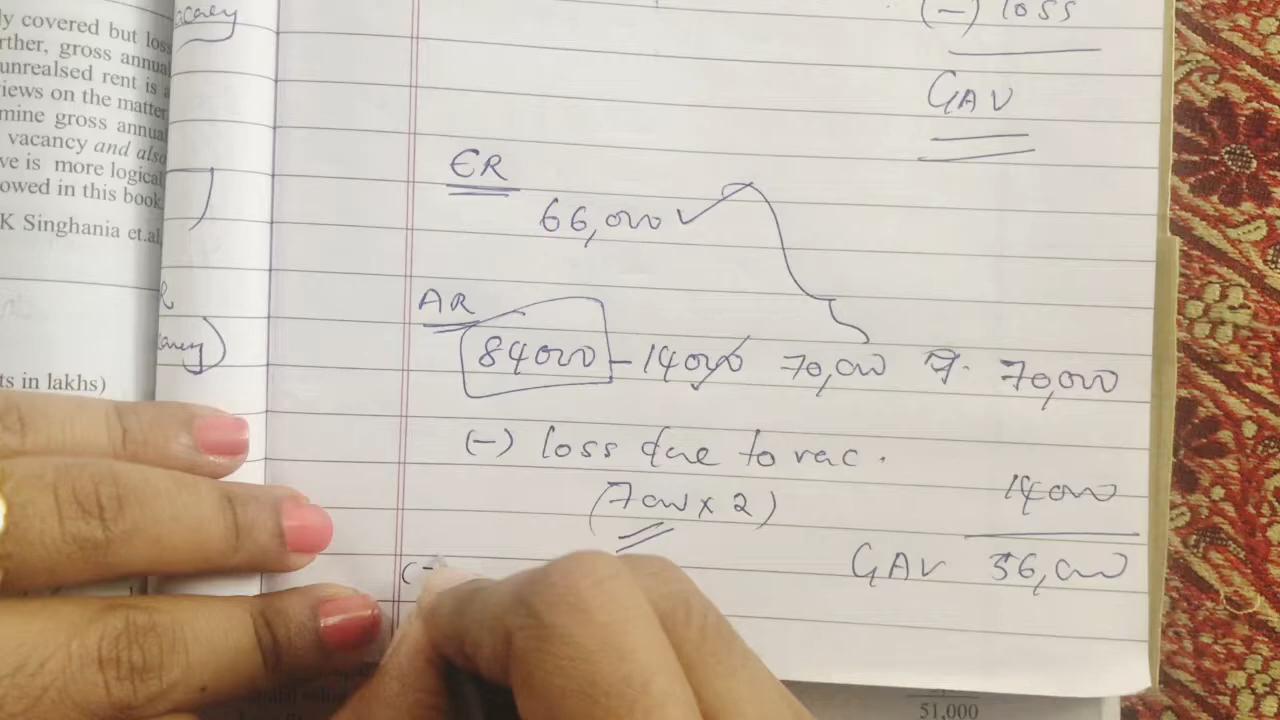 ly covered but loss
rther, gross annual
unrealsed rent is a
iews on the matter
mine gross annual
vacancy and also
ve is more logical
owed in this book
K Singhania et.al
ts in lakhs)
(-) loss
GAV
ER
66,000
AR
84000 - 14000 70,000 70,000
(-) loss due to vac.
(7000 x 2) 14000
GAV 56,000
(-
51,000